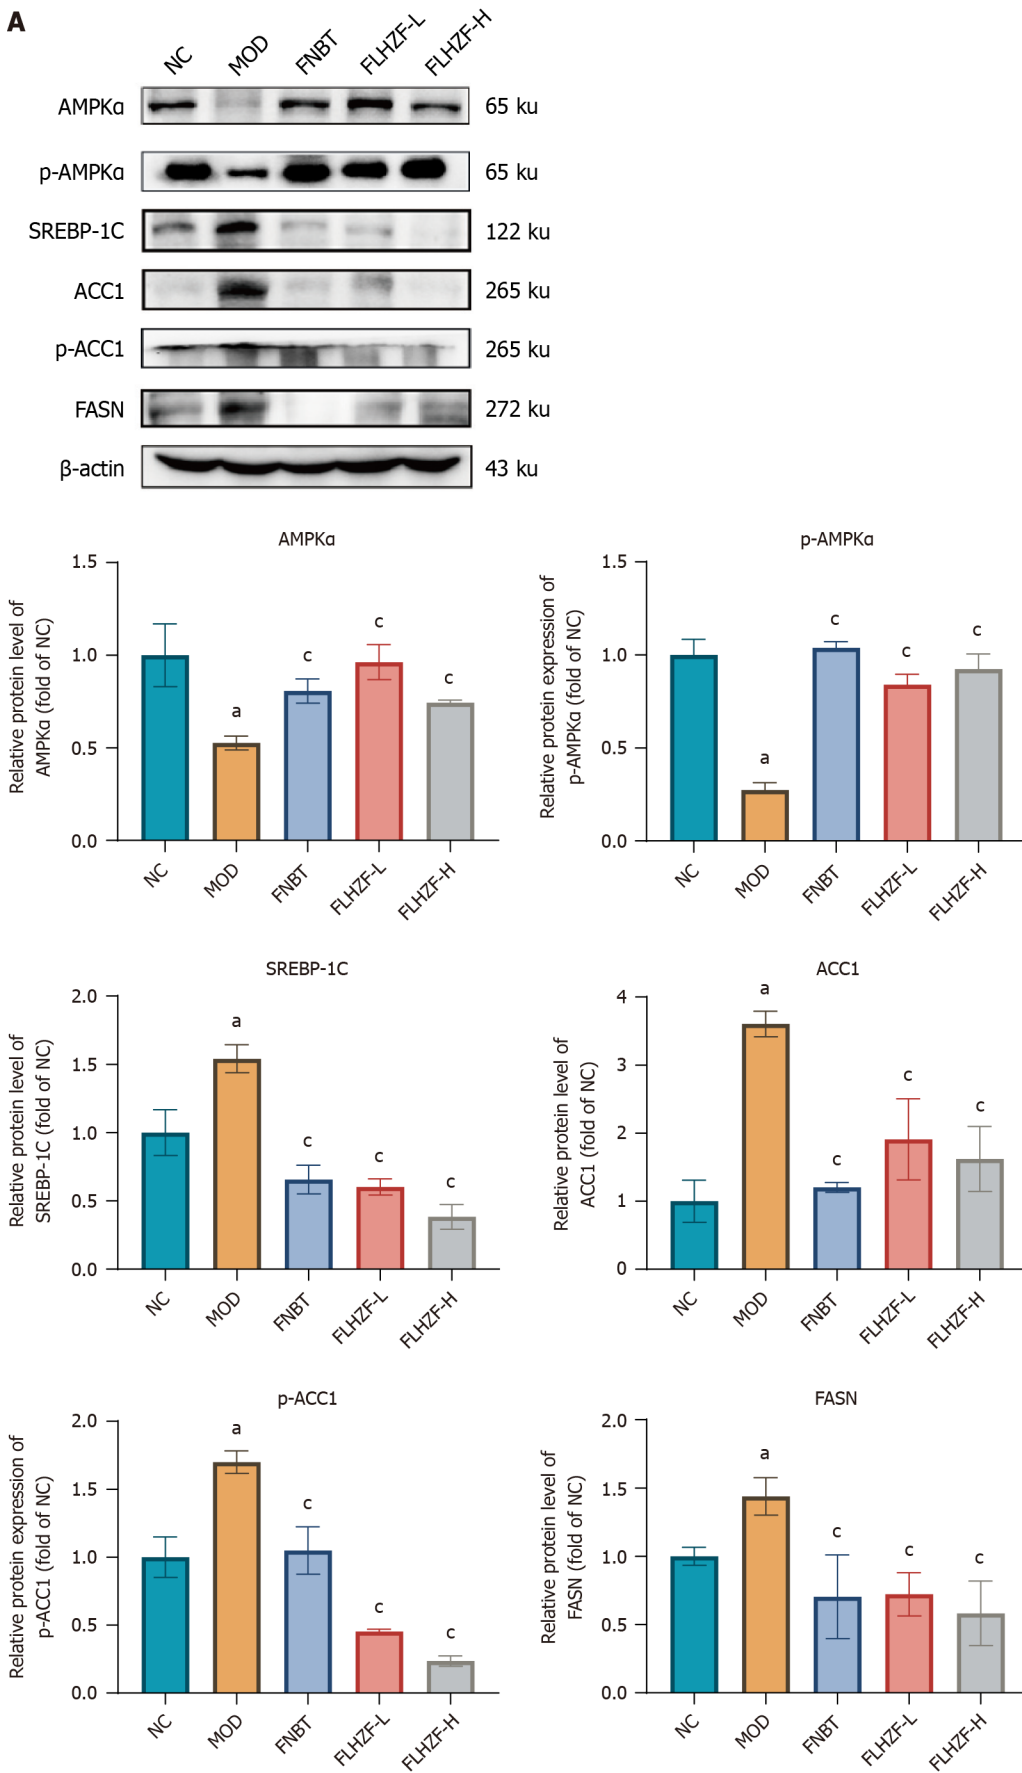 A
NC MOD FNBT FLHZF-L FLHZF-H
AMPKα 65 ku
p-AMPKα 65 ku
SREBP-1C 122 ku
ACC1 265 ku
p-ACC1 265 ku
FASN 272 ku
β-actin 43 ku
AMPKα
Relative protein level of
AMPKα (fold of NC)
1.5
1.0
0.5
0.0
a
c
c
c
NC MOD FNBT FLHZF-L FLHZF-H
p-AMPKα
Relative protein expression of
p-AMPKα (fold of NC)
1.5
1.0
0.5
0.0
a
c
c
c
NC MOD FNBT FLHZF-L FLHZF-H
SREBP-1C
Relative protein level of
SREBP-1C (fold of NC)
2.0
1.5
1.0
0.5
0.0
a
c
c
c
NC MOD FNBT FLHZF-L FLHZF-H
ACC1
Relative protein level of
ACC1 (fold of NC)
4
3
2
1
0
a
c
c
c
NC MOD FNBT FLHZF-L FLHZF-H
p-ACC1
Relative protein expression of
p-ACC1 (fold of NC)
2.0
1.5
1.0
0.5
0.0
a
c
c
c
NC MOD FNBT FLHZF-L FLHZF-H
FASN
Relative protein level of
FASN (fold of NC)
2.0
1.5
1.0
0.5
0.0
a
c
c
c
NC MOD FNBT FLHZF-L FLHZF-H